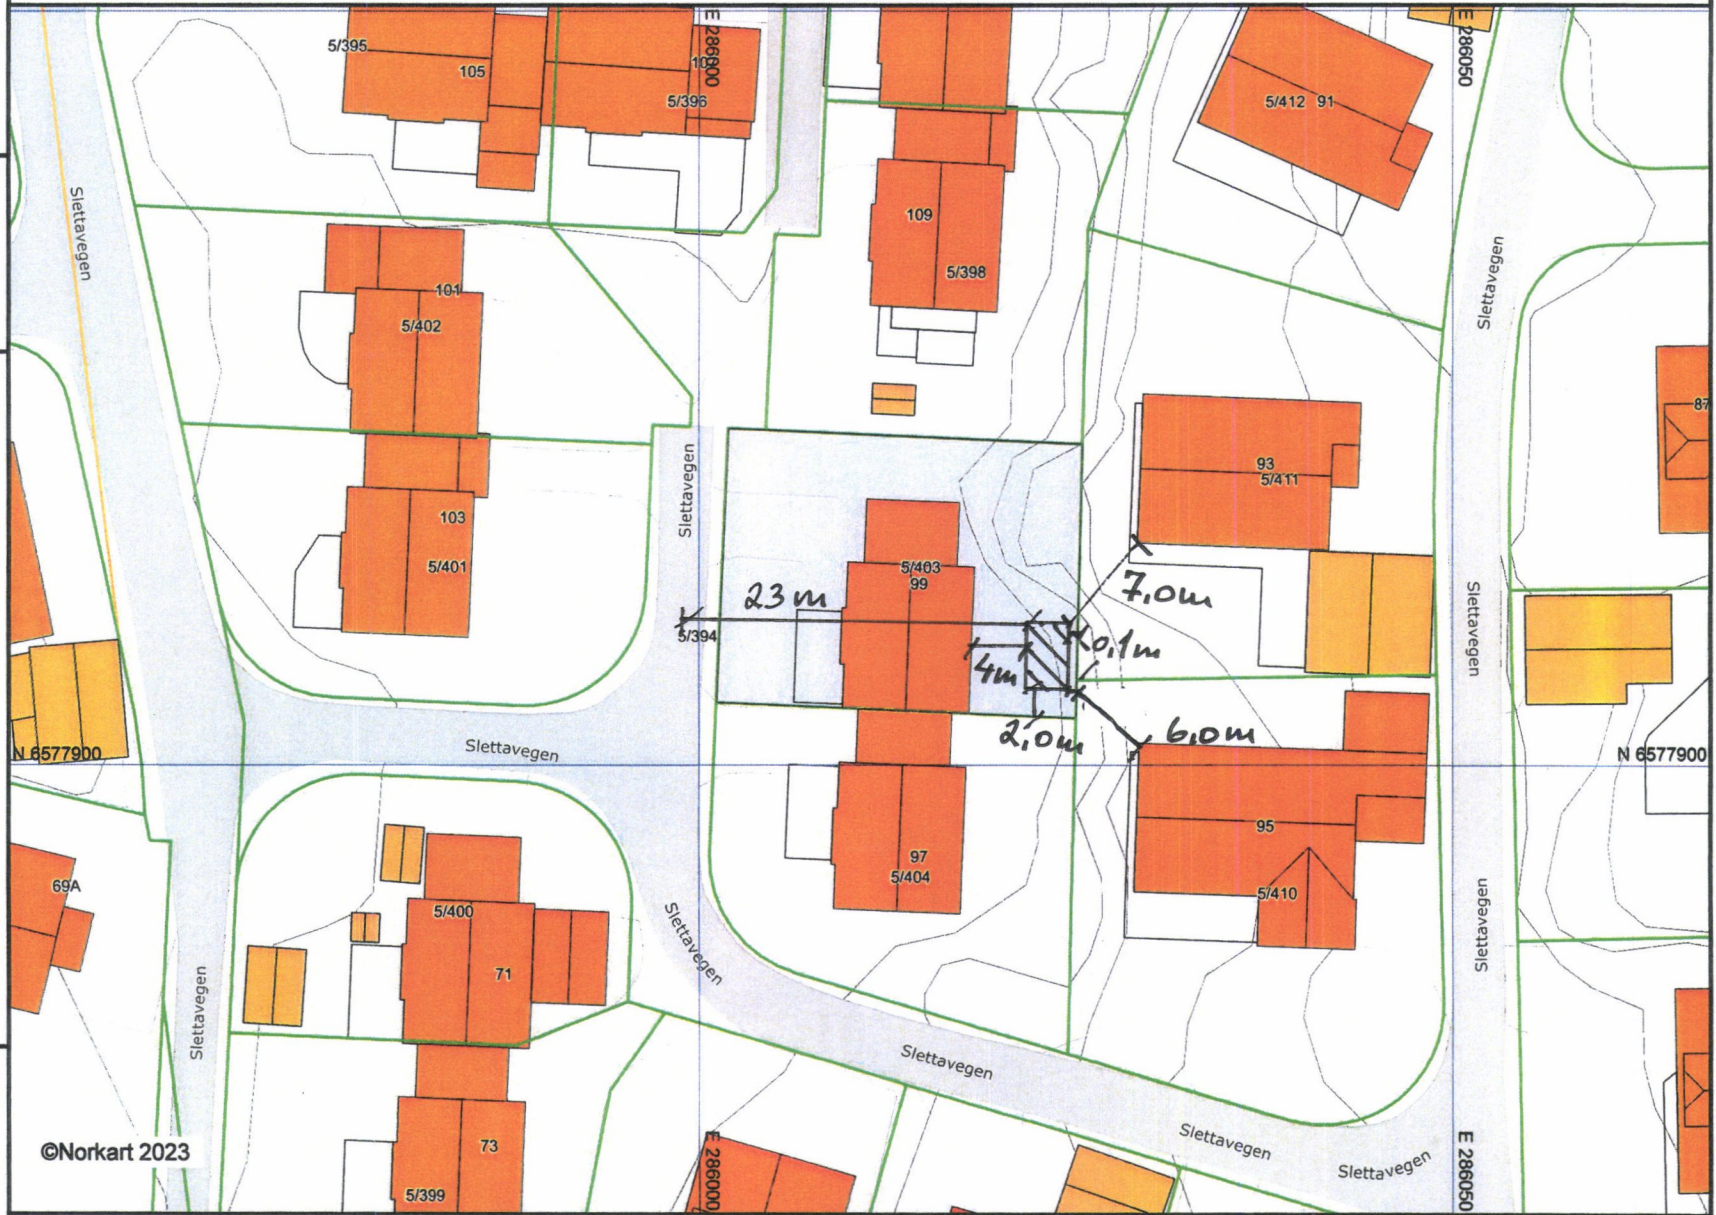 E 286000
E 286050
5/395
105
5/396
5/412 91
Slettavegen
109
5/398
Slettavegen
101
5/402
87
Slettavegen
93
5/411
103
5/401
5/403
99
23 m
7,0m
Slettavegen
5/394
0,1m
4m
2,0m
6,0m
Slettavegen
N 6577900
N 6577900
95
97
5/404
69A
5/410
5/400
Slettavegen
Slettavegen
71
Slettavegen
Slettavegen
©Norkart 2023
73
5/399
E 286000
Slettavegen
Slettavegen
E 286050